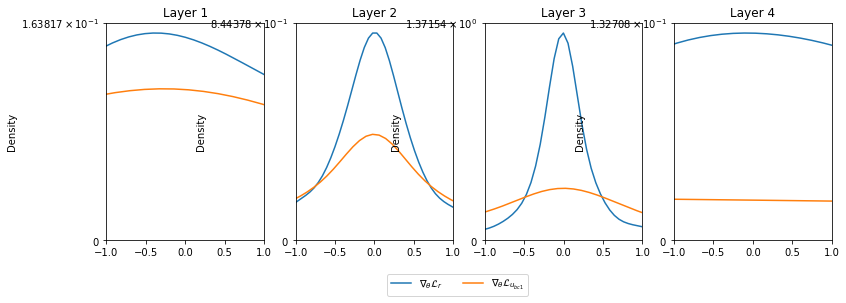 Layer 1
Layer 2
Layer 3
Layer 4
1.63817 × 10⁻¹
8.44378 × 10⁻¹
1.37154 × 10⁰
1.32708 × 10⁻¹
Density
Density
Density
Density
0
0
0
0
−1.0 −0.5 0.0 0.5 1.0
−1.0 −0.5 0.0 0.5 1.0
−1.0 −0.5 0.0 0.5 1.0
−1.0 −0.5 0.0 0.5 1.0
∇θℒr
∇θℒu_bc1